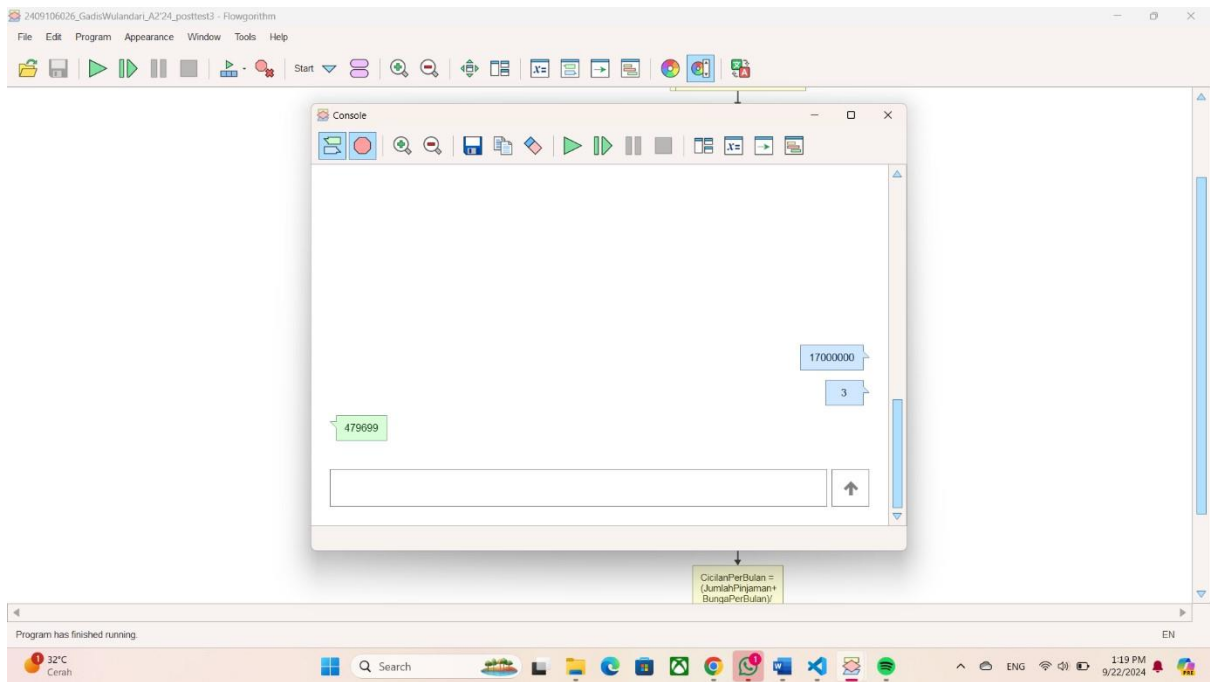 2409106026_GadisWulandari_A2'24_posttest3 - Flowgorithm
File Edit Program Appearance Window Tools Help
Start
Console
17000000
3
479699
CicilanPerBulan =
(JumlahPinjaman+
BungaPerBulan)/
Program has finished running.
EN
32°C
Cerah
Search
ENG
1:19 PM
9/22/2024